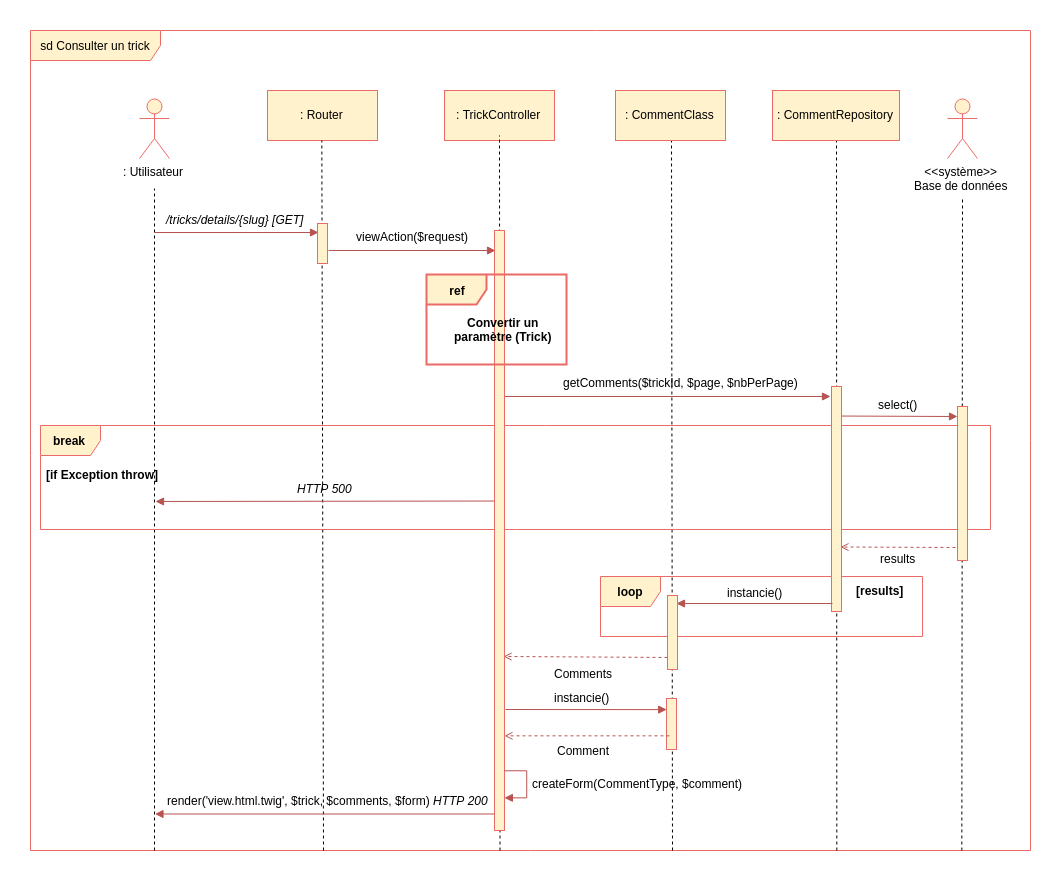 sd Consulter un trick
: Utilisateur
: Router
: TrickController
: CommentClass
: CommentRepository
<<système>>
Base de données
/tricks/details/{slug} [GET]
viewAction($request)
ref
Convertir un
paramètre (Trick)
getComments($trickId, $page, $nbPerPage)
select()
break
[if Exception throw]
HTTP 500
results
loop
instancie()
[results]
Comments
instancie()
Comment
createForm(CommentType, $comment)
render('view.html.twig', $trick, $comments, $form) HTTP 200